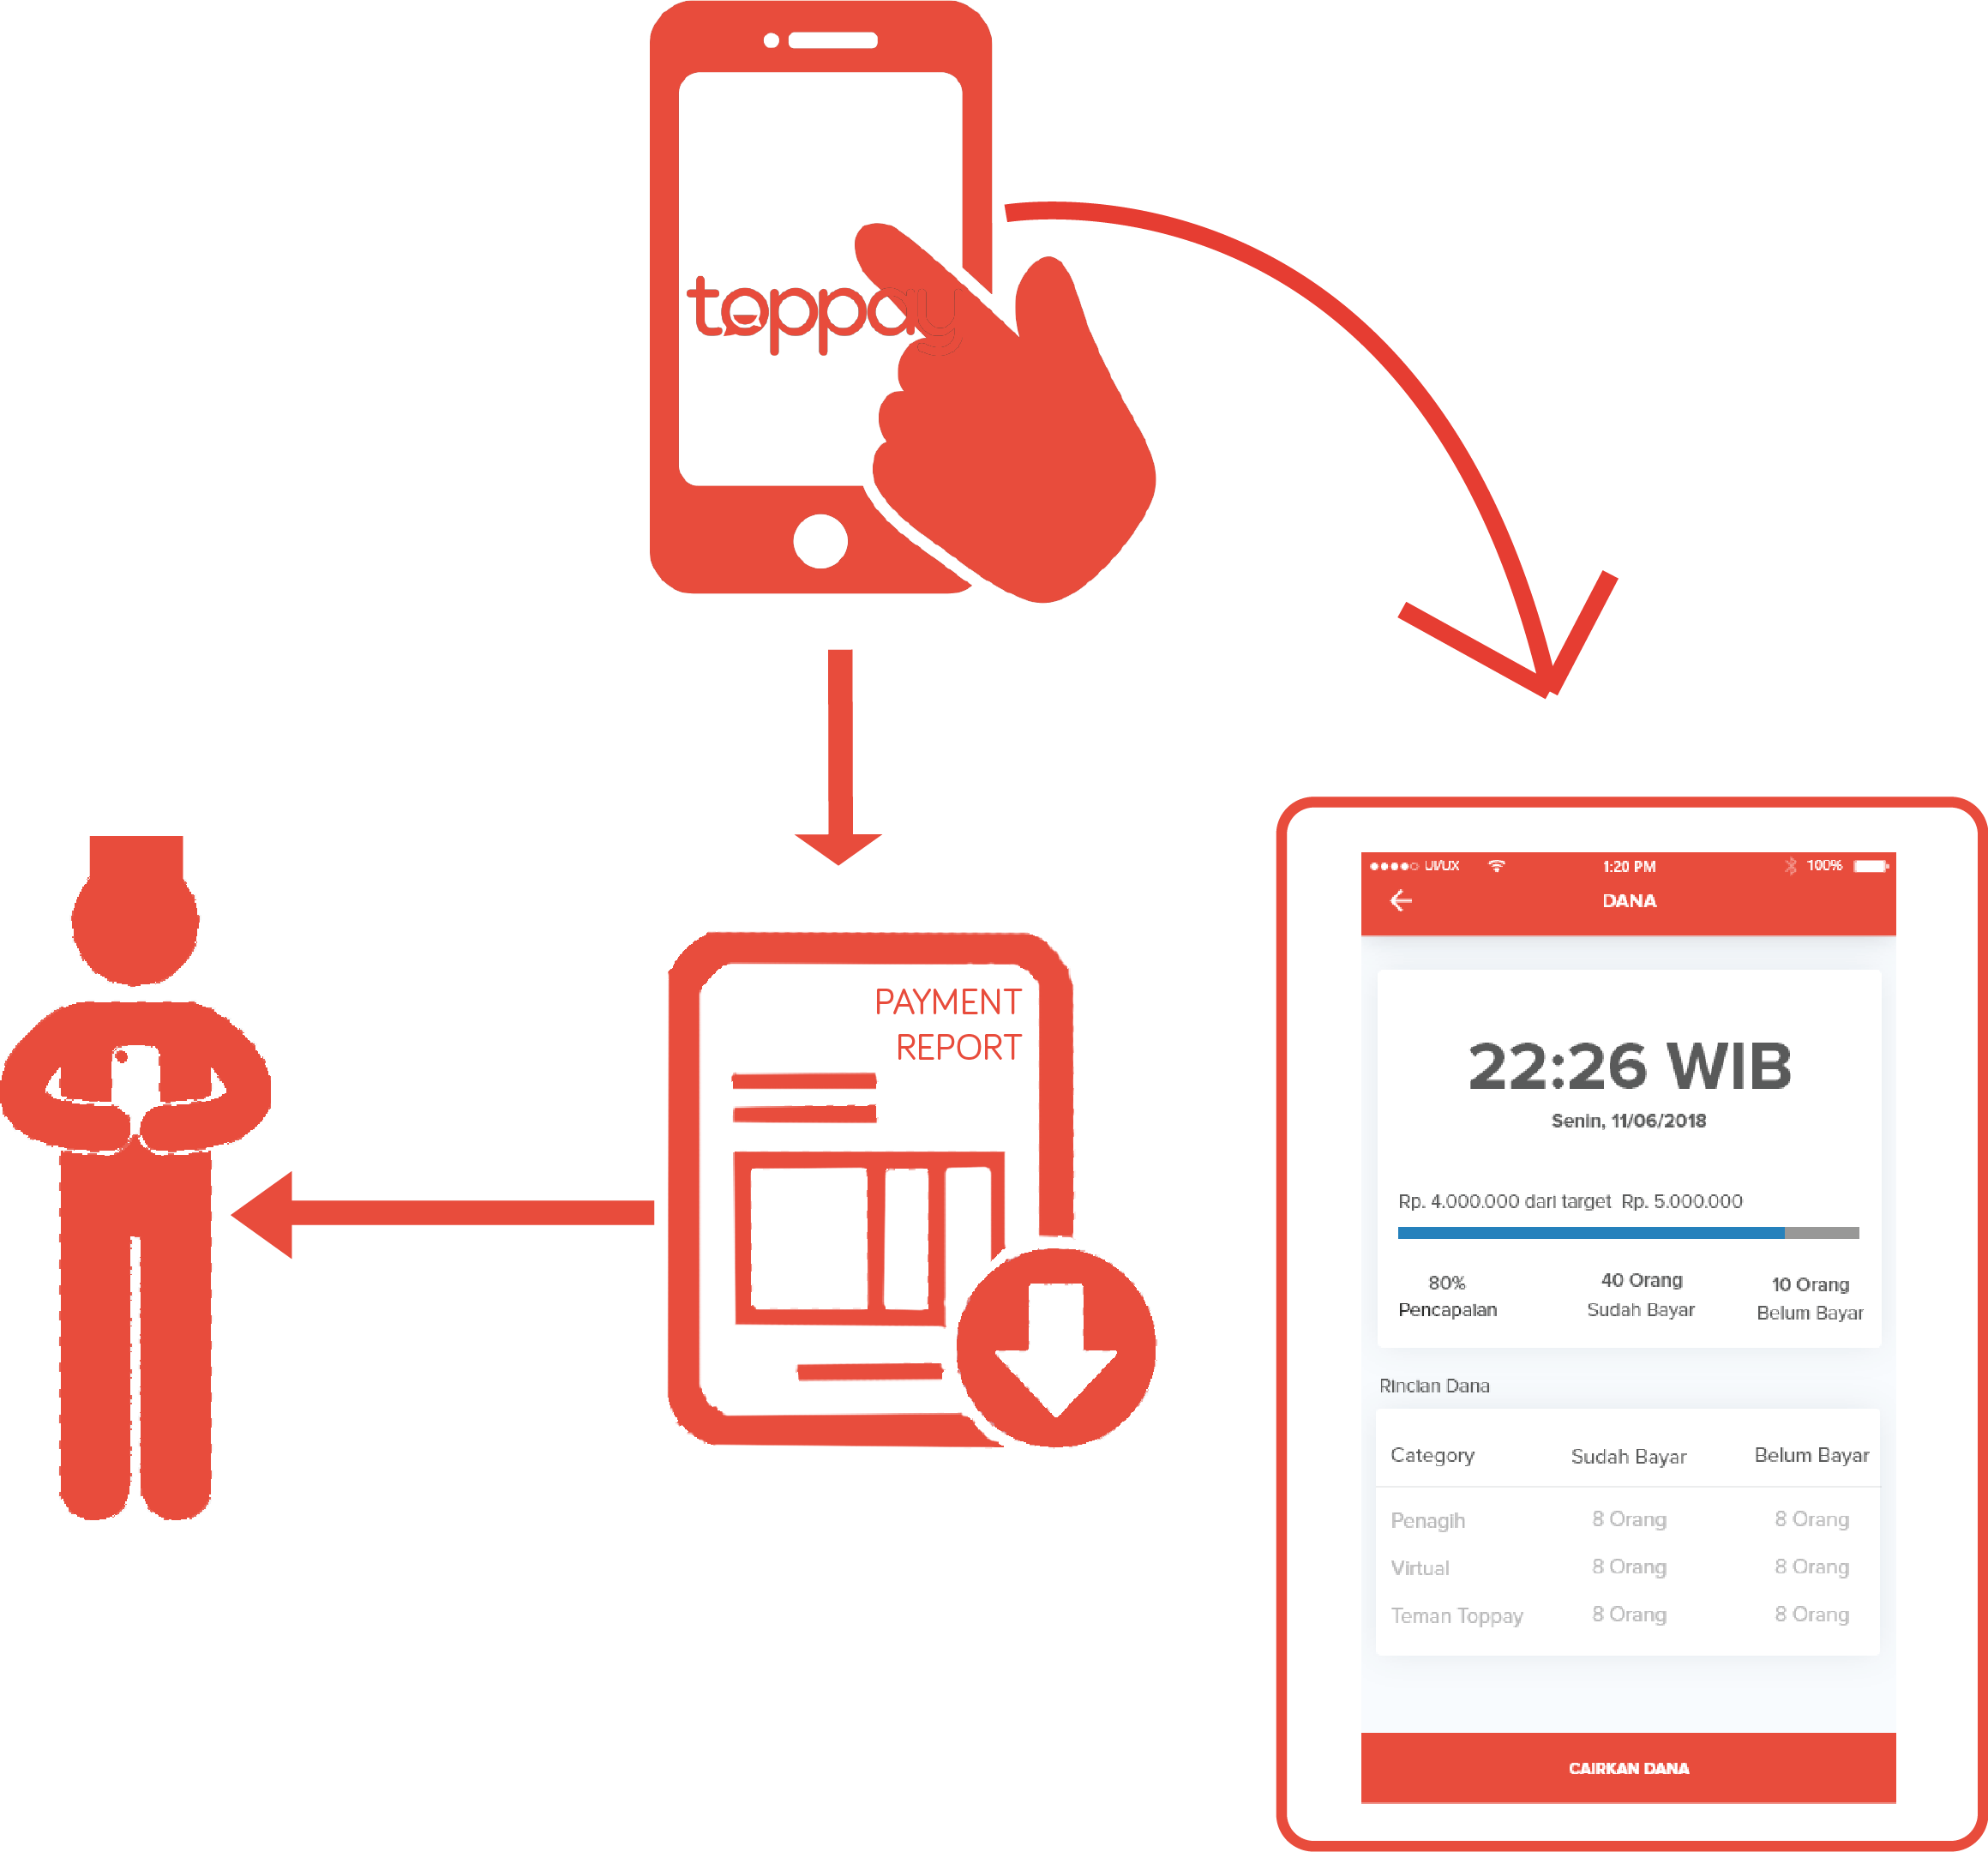 toppay
PAYMENT
REPORT
UI/UX 1:20 PM 100%
DANA
22:26 WIB
Senin, 11/06/2018
Rp. 4.000.000 dari target Rp. 5.000.000
80% 40 Orang 10 Orang
Pencapaian Sudah Bayar Belum Bayar
Rincian Dana
Category Sudah Bayar Belum Bayar
Penagih 8 Orang 8 Orang
Virtual 8 Orang 8 Orang
Teman Toppay 8 Orang 8 Orang
CAIRKAN DANA